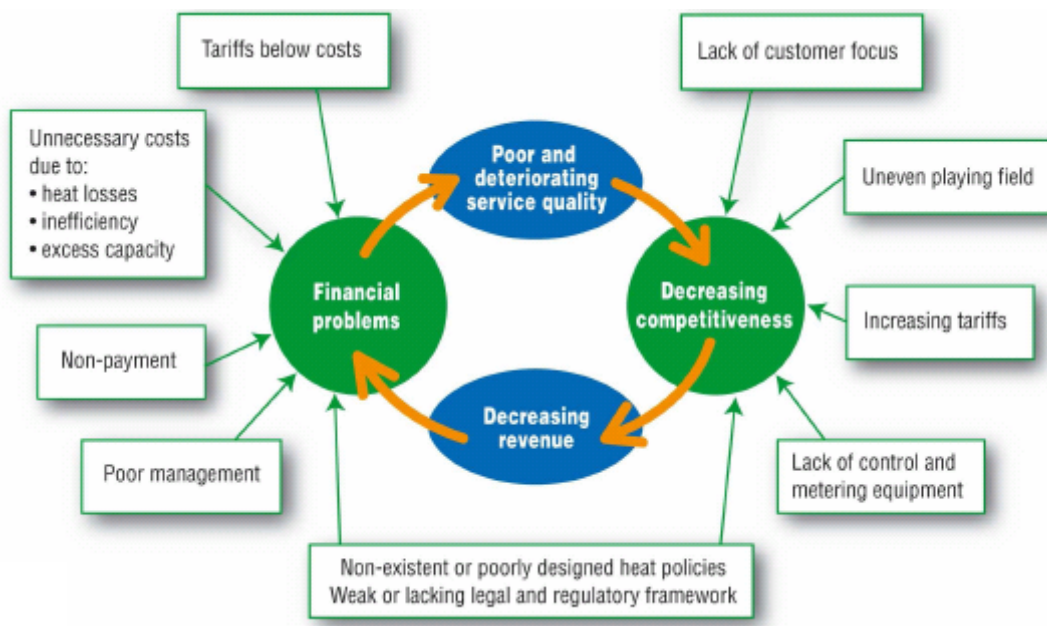 Tariffs below costs
Lack of customer focus
Unnecessary costs
due to:
• heat losses
• inefficiency
• excess capacity
Poor and
deteriorating
service quality
Uneven playing field
Financial
problems
Decreasing
competitiveness
Increasing tariffs
Non-payment
Decreasing
revenue
Poor management
Lack of control and
metering equipment
Non-existent or poorly designed heat policies
Weak or lacking legal and regulatory framework